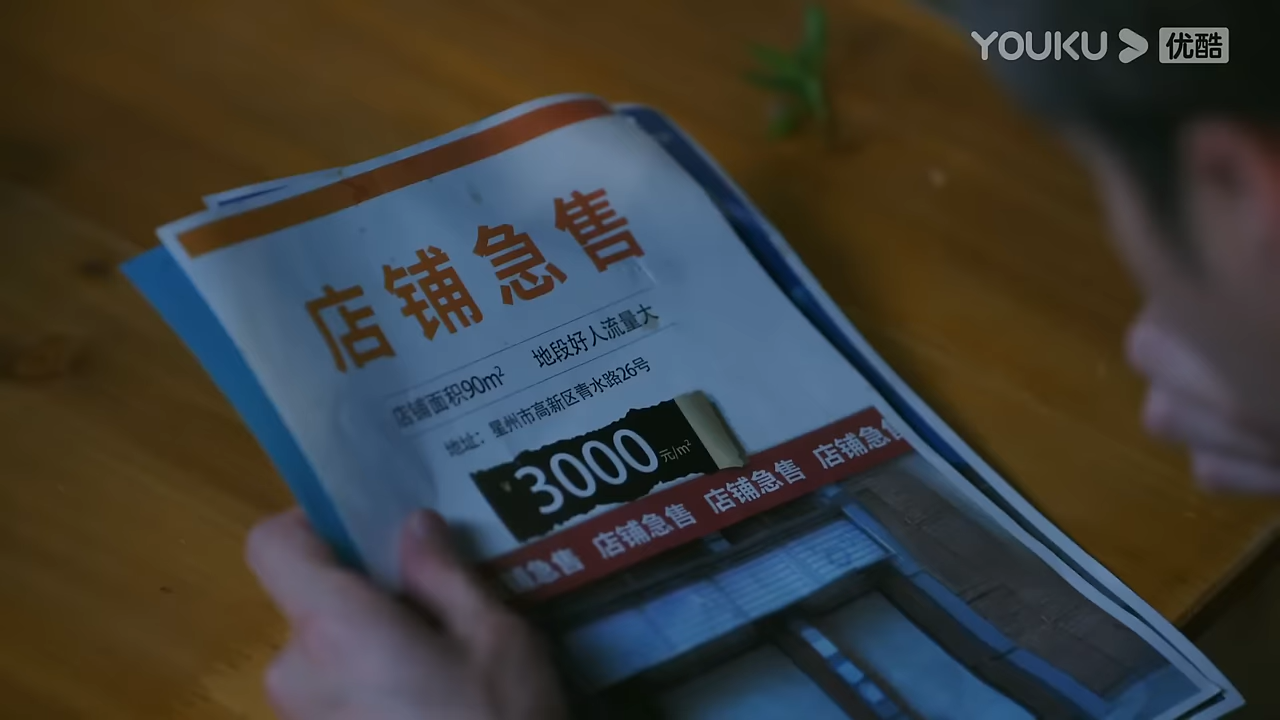 YOUKU 优酷
店铺急售
店铺面积90m² 地段好人流量大
地址：星州市高新区青水路26号
3000元/m²
铺急售 店铺急售 店铺急售 店铺急售